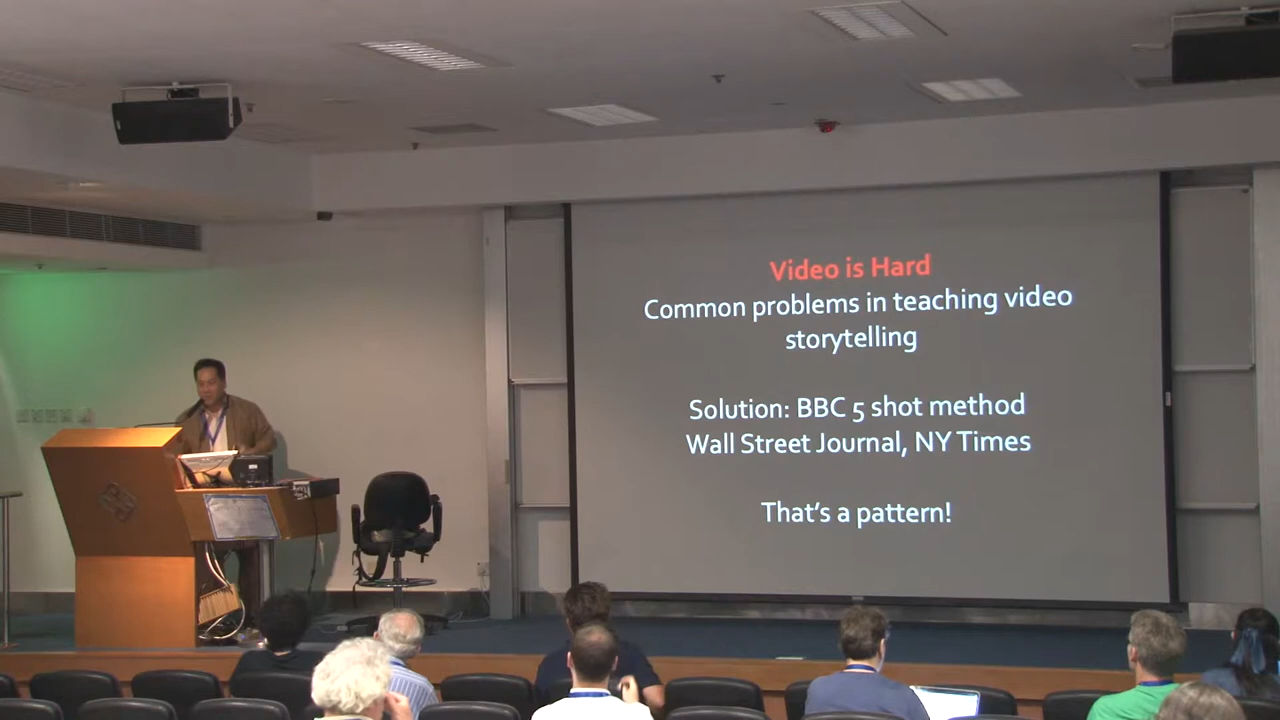 Video is Hard
Common problems in teaching video
storytelling
Solution: BBC 5 shot method
Wall Street Journal, NY Times
That's a pattern!